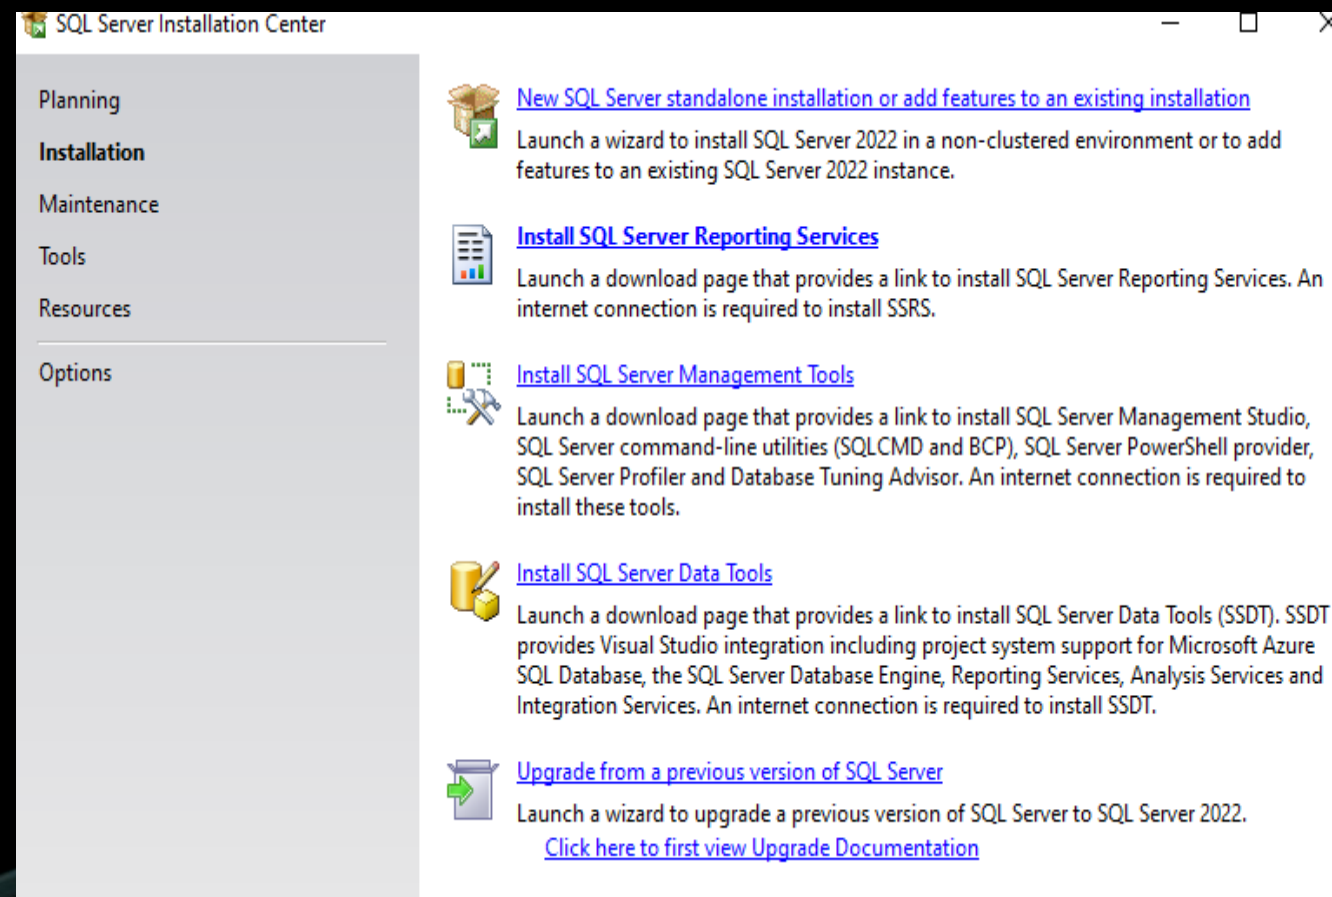 SQL Server Installation Center
Planning
Installation
Maintenance
Tools
Resources
Options
New SQL Server standalone installation or add features to an existing installation
Launch a wizard to install SQL Server 2022 in a non-clustered environment or to add
features to an existing SQL Server 2022 instance.
Install SQL Server Reporting Services
Launch a download page that provides a link to install SQL Server Reporting Services. An
internet connection is required to install SSRS.
Install SQL Server Management Tools
Launch a download page that provides a link to install SQL Server Management Studio,
SQL Server command-line utilities (SQLCMD and BCP), SQL Server PowerShell provider,
SQL Server Profiler and Database Tuning Advisor. An internet connection is required to
install these tools.
Install SQL Server Data Tools
Launch a download page that provides a link to install SQL Server Data Tools (SSDT). SSDT
provides Visual Studio integration including project system support for Microsoft Azure
SQL Database, the SQL Server Database Engine, Reporting Services, Analysis Services and
Integration Services. An internet connection is required to install SSDT.
Upgrade from a previous version of SQL Server
Launch a wizard to upgrade a previous version of SQL Server to SQL Server 2022.
Click here to first view Upgrade Documentation